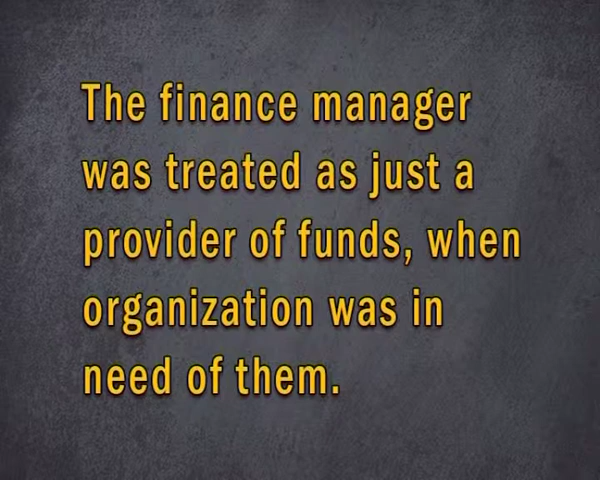 The finance manager
was treated as just a
provider of funds, when
organization was in
need of them.